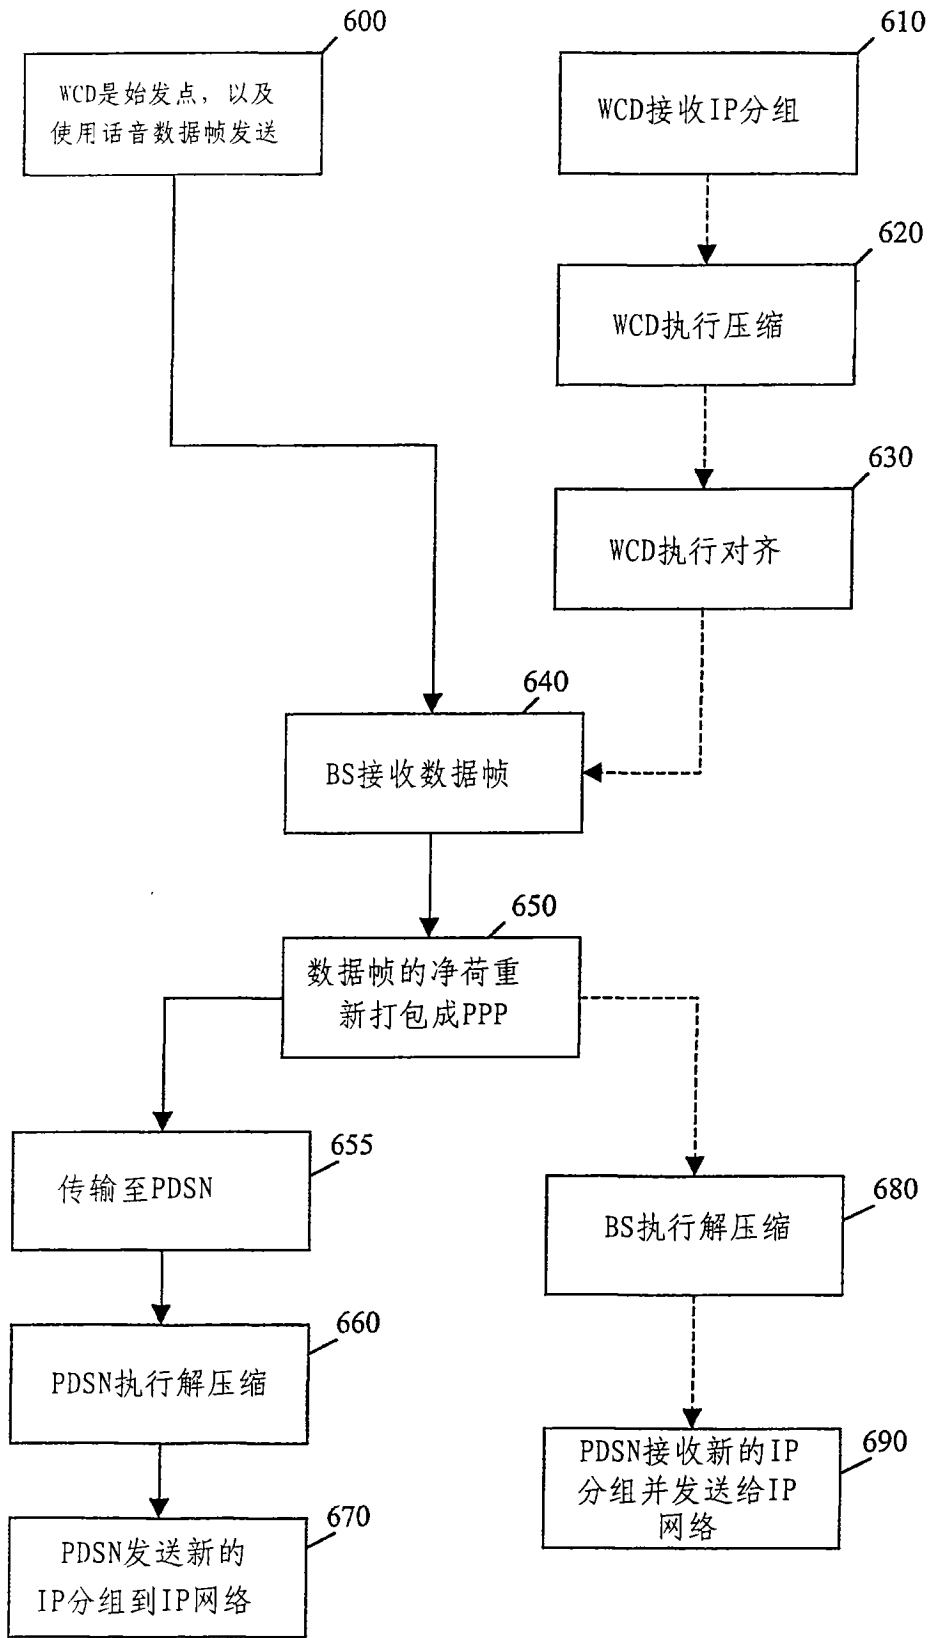 600
WCD是始发点，以及
使用话音数据帧发送
610
WCD接收IP分组
620
WCD执行压缩
630
WCD执行对齐
640
BS接收数据帧
650
数据帧的净荷重
新打包成PPP
655
传输至PDSN
680
BS执行解压缩
660
PDSN执行解压缩
690
PDSN接收新的IP
分组并发送给IP
网络
670
PDSN发送新的
IP分组到IP网络